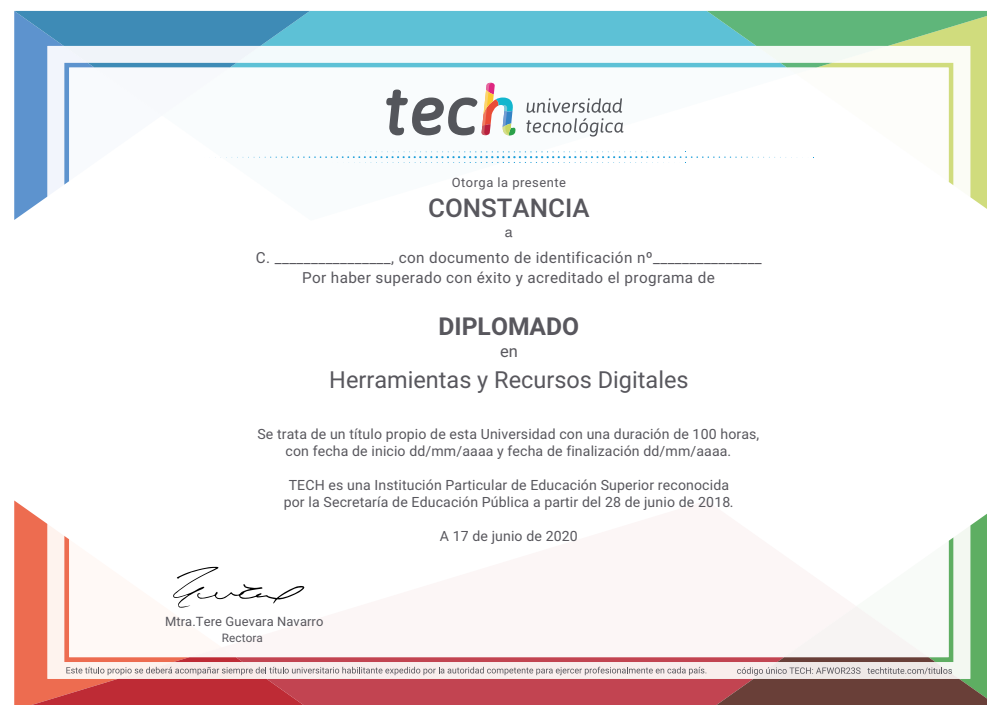 tech universidad
tecnológica
Otorga la presente
CONSTANCIA
a
C. ________________, con documento de identificación nº_______________
Por haber superado con éxito y acreditado el programa de
DIPLOMADO
en
Herramientas y Recursos Digitales
Se trata de un título propio de esta Universidad con una duración de 100 horas,
con fecha de inicio dd/mm/aaaa y fecha de finalización dd/mm/aaaa.
TECH es una Institución Particular de Educación Superior reconocida
por la Secretaría de Educación Pública a partir del 28 de junio de 2018.
A 17 de junio de 2020
Mtra.Tere Guevara Navarro
Rectora
Este título propio se deberá acompañar siempre del título universitario habilitante expedido por la autoridad competente para ejercer profesionalmente en cada país. código único TECH: AFWOR23S techtitute.com/titulos